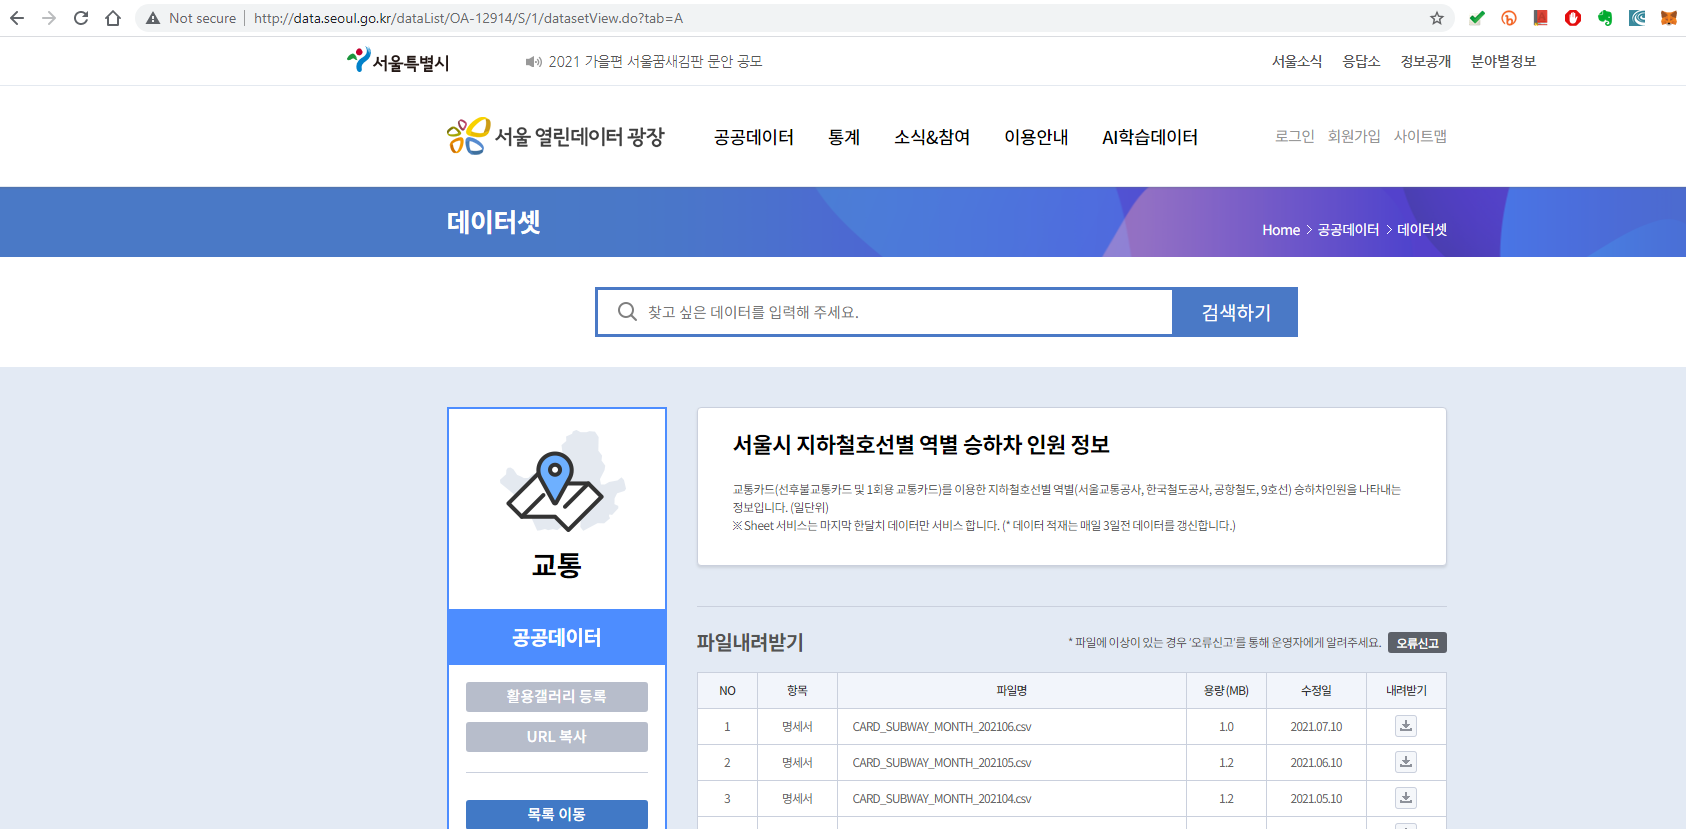 Not secure | http://data.seoul.go.kr/dataList/OA-12914/S/1/datasetView.do?tab=A
서울특별시
2021 가을편 서울꿈새김판 문안 공모
서울소식 응답소 정보공개 분야별정보
서울 열린데이터 광장
공공데이터 통계 소식&참여 이용안내 AI학습데이터
로그인 회원가입 사이트맵
데이터셋
Home > 공공데이터 > 데이터셋
찾고 싶은 데이터를 입력해 주세요.
검색하기
교통
공공데이터
활용갤러리 등록
URL 복사
목록 이동
서울시 지하철호선별 역별 승하차 인원 정보
교통카드(선후불교통카드 및 1회용 교통카드)를 이용한 지하철호선별 역별(서울교통공사, 한국철도공사, 공항철도, 9호선) 승하차인원을 나타내는
정보입니다. (일단위)
※ Sheet 서비스는 마지막 한달치 데이터만 서비스 합니다. (* 데이터 적재는 매일 3일전 데이터를 갱신합니다.)
파일내려받기
* 파일에 이상이 있는 경우 '오류신고'를 통해 운영자에게 알려주세요. 오류신고
NO 항목 파일명 용량(MB) 수정일 내려받기
1 명세서 CARD_SUBWAY_MONTH_202106.csv 1.0 2021.07.10
2 명세서 CARD_SUBWAY_MONTH_202105.csv 1.2 2021.06.10
3 명세서 CARD_SUBWAY_MONTH_202104.csv 1.2 2021.05.10